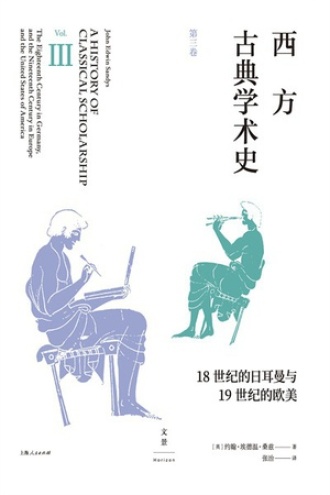 西方
古典学术史
第三卷
John Edwin Sandys
A HISTORY OF
CLASSICAL SCHOLARSHIP
Vol.
III
The Eighteenth Century in Germany,
and the Nineteenth Century in Europe
and the United States of America
18 世纪的日耳曼与
19 世纪的欧美
[英] 约翰·埃德温·桑兹 著
张治 译
上海人民出版社
文景
Horizon